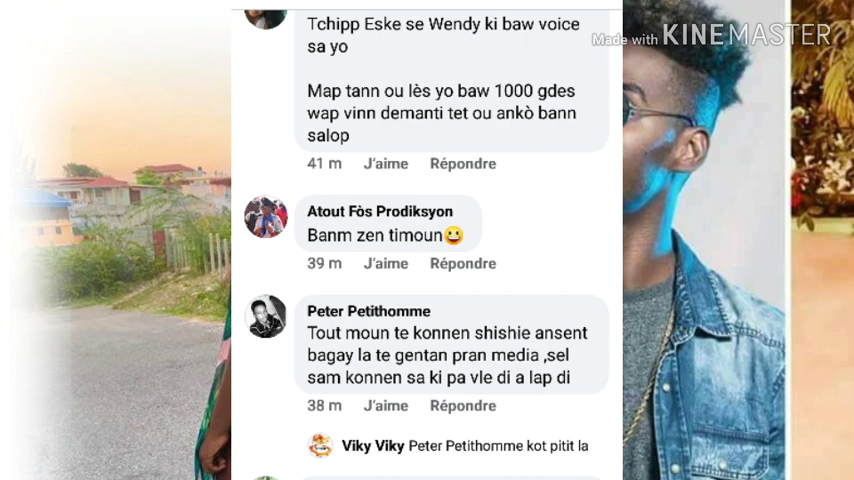 Tchipp Eske se Wendy ki baw voice
sa yo
Map tann ou lès yo baw 1000 gdes
wap vinn demanti tet ou ankò bann
salop
41 m J'aime Répondre
Atout Fòs Prodiksyon
Banm zen timoun😀
39 m J'aime Répondre
Peter Petithomme
Tout moun te konnen shishie ansent
bagay la te gentan pran media ,sel
sam konnen sa ki pa vle di a lap di
38 m J'aime Répondre
Viky Viky Peter Petithomme kot pitit la
Made with KINEMASTER